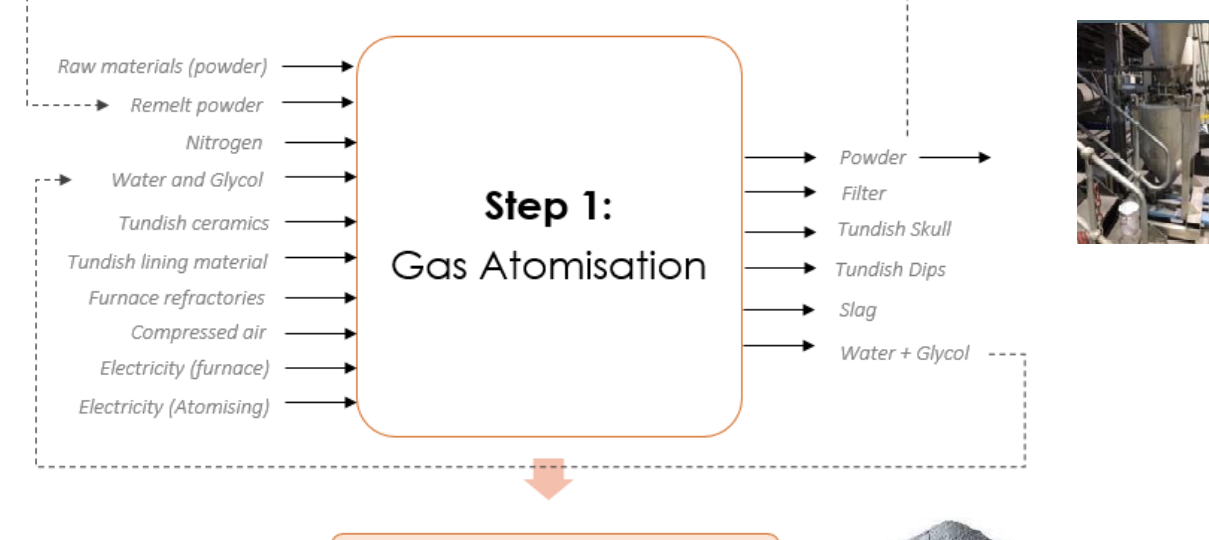 Raw materials (powder)
Remelt powder
Nitrogen
Water and Glycol
Tundish ceramics
Tundish lining material
Furnace refractories
Compressed air
Electricity (furnace)
Electricity (Atomising)
Step 1:
Gas Atomisation
Powder
Filter
Tundish Skull
Tundish Dips
Slag
Water + Glycol